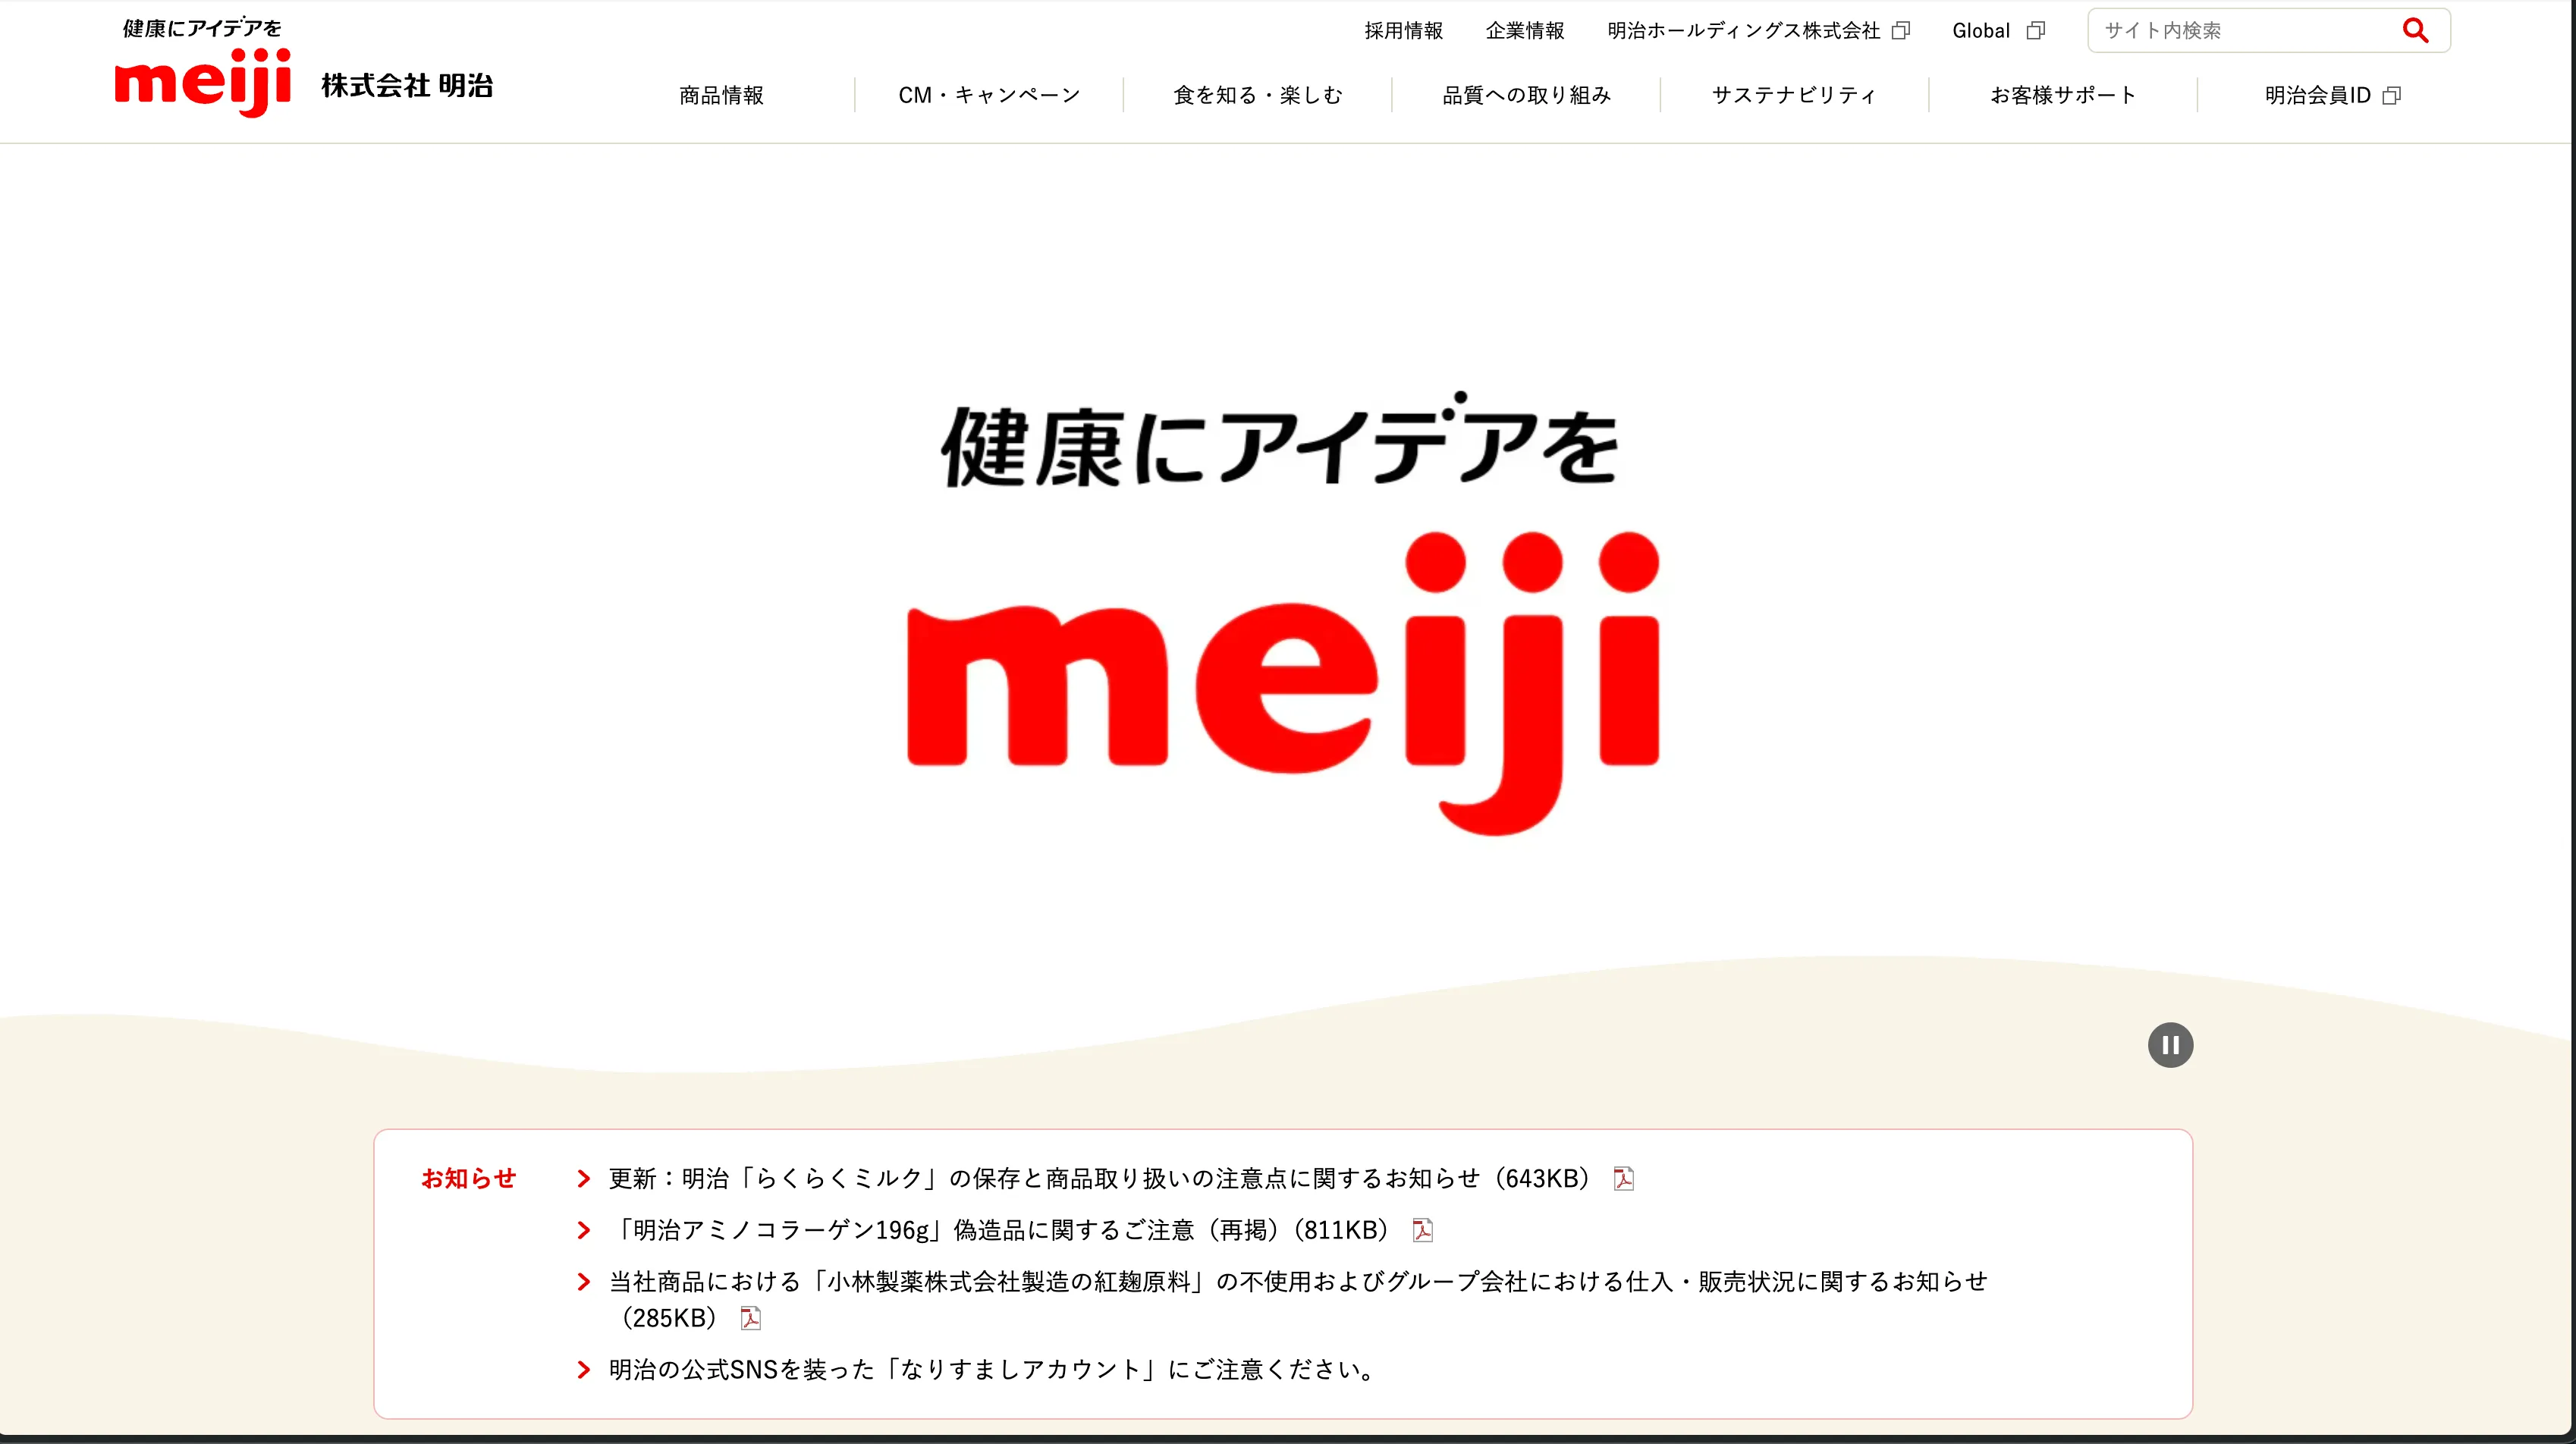 健康にアイデアを
meiji
株式会社 明治
採用情報
企業情報
明治ホールディングス株式会社
Global
サイト内検索
商品情報
CM・キャンペーン
食を知る・楽しむ
品質への取り組み
サステナビリティ
お客様サポート
明治会員ID
健康にアイデアを
meiji
お知らせ
更新：明治「らくらくミルク」の保存と商品取り扱いの注意点に関するお知らせ（643KB）
「明治アミノコラーゲン196g」偽造品に関するご注意（再掲）（811KB）
当社商品における「小林製薬株式会社製造の紅麹原料」の不使用およびグループ会社における仕入・販売状況に関するお知らせ
（285KB）
明治の公式SNSを装った「なりすましアカウント」にご注意ください。